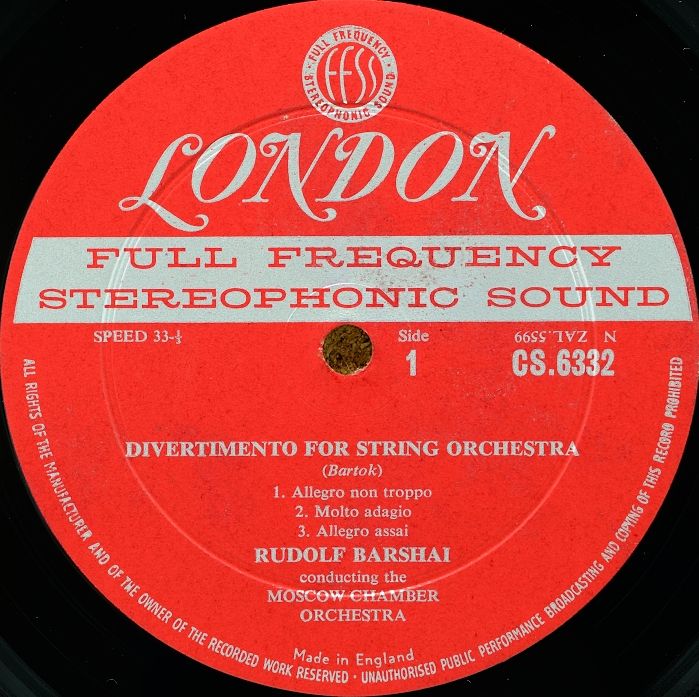 FULL FREQUENCY
FFSS
STEREOPHONIC SOUND
LONDON
FULL FREQUENCY
STEREOPHONIC SOUND
SPEED 33-⅓
Side
1
N ZAL.5599
CS.6332
DIVERTIMENTO FOR STRING ORCHESTRA
(Bartok)
1. Allegro non troppo
2. Molto adagio
3. Allegro assai
RUDOLF BARSHAI
conducting the
MOSCOW CHAMBER
ORCHESTRA
Made in England
ALL RIGHTS OF THE MANUFACTURER AND OF THE OWNER OF THE RECORDED WORK RESERVED · UNAUTHORISED PUBLIC PERFORMANCE BROADCASTING AND COPYING OF THIS RECORD PROHIBITED